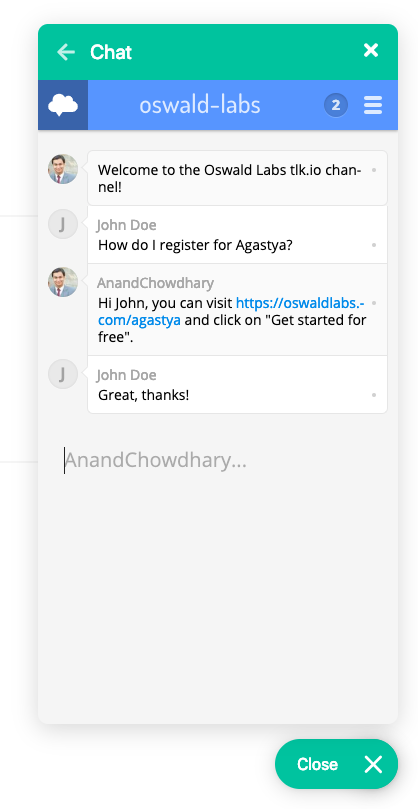 Chat
oswald-labs
2
Welcome to the Oswald Labs tlk.io chan-
nel!
J
John Doe
How do I register for Agastya?
AnandChowdhary
Hi John, you can visit https://oswaldlabs.-
com/agastya and click on "Get started for
free".
J
John Doe
Great, thanks!
AnandChowdhary...
Close